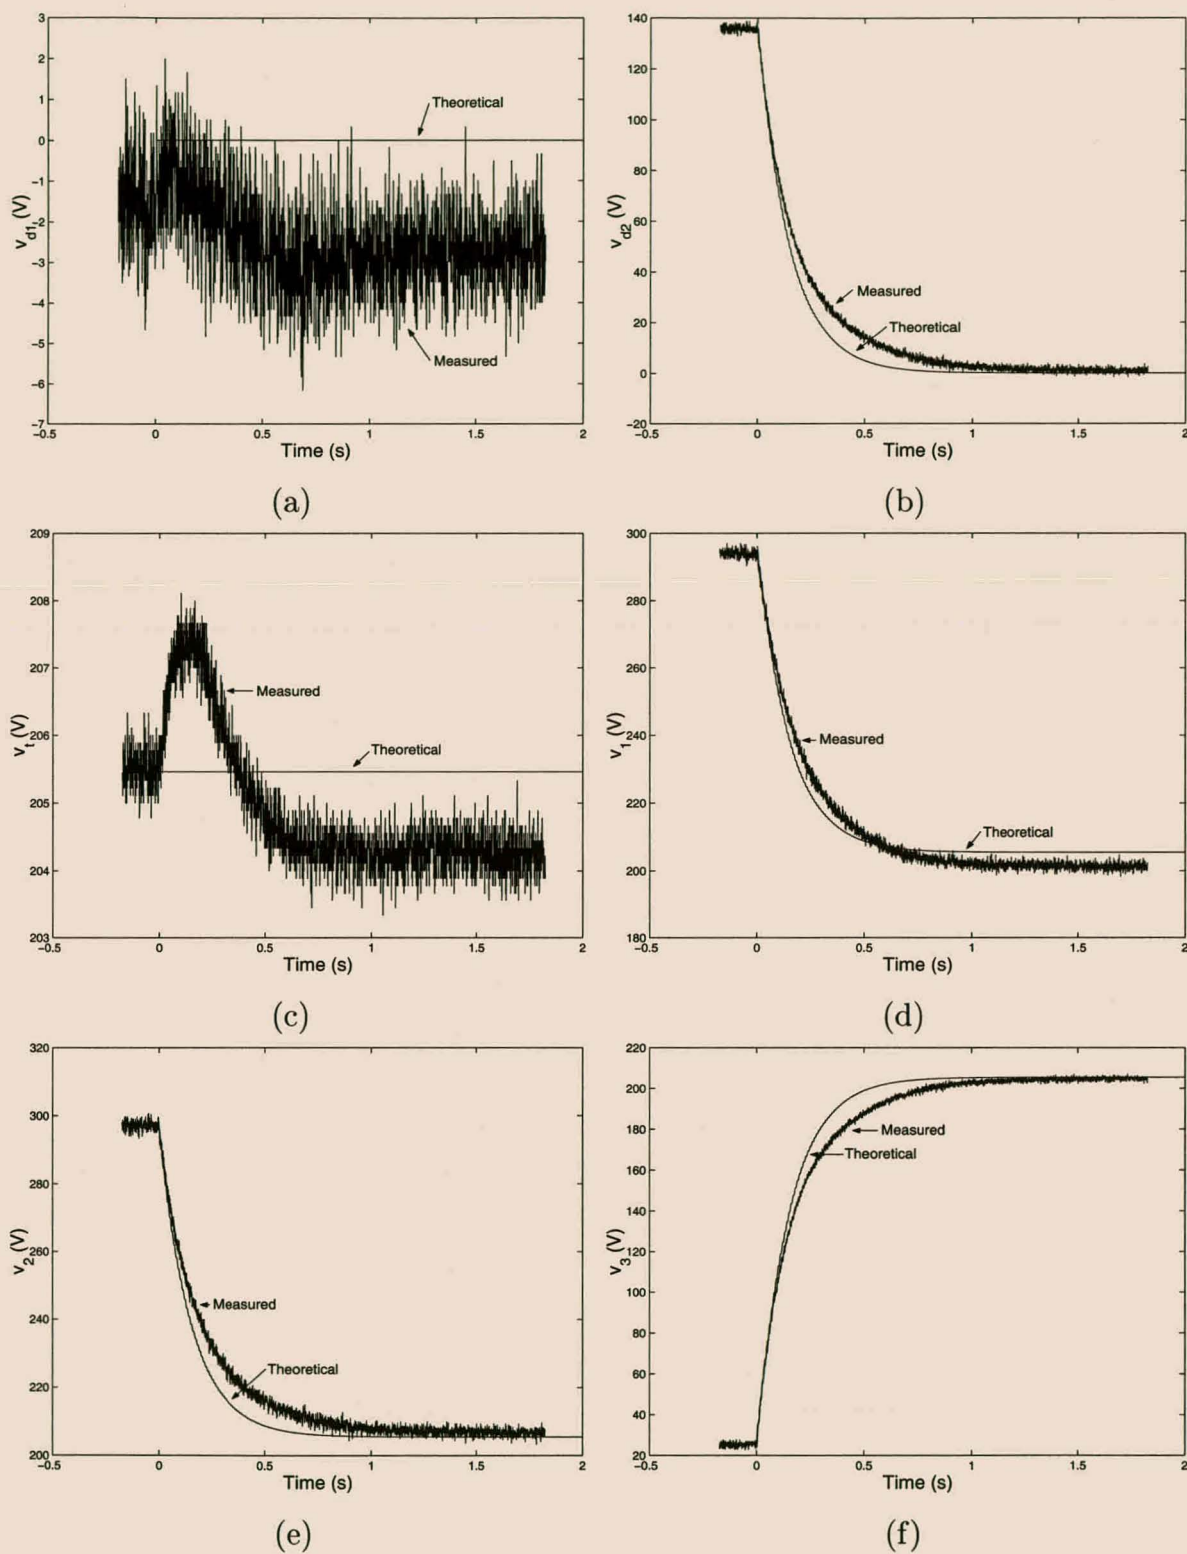 3
2
1
0
−1
−2
−3
−4
−5
−6
−7
v_d1 (V)
Theoretical
Measured
−0.5 0 0.5 1 1.5 2
Time (s)
(a)
140
120
100
80
60
40
20
0
−20
v_d2 (V)
Measured
Theoretical
−0.5 0 0.5 1 1.5 2
Time (s)
(b)
209
208
207
206
205
204
203
v_t (V)
Measured
Theoretical
−0.5 0 0.5 1 1.5 2
Time (s)
(c)
300
280
260
240
220
200
180
v_1 (V)
Measured
Theoretical
−0.5 0 0.5 1 1.5 2
Time (s)
(d)
320
300
280
260
240
220
200
v_2 (V)
Measured
Theoretical
−0.5 0 0.5 1 1.5 2
Time (s)
(e)
220
200
180
160
140
120
100
80
60
40
20
v_3 (V)
Measured
Theoretical
−0.5 0 0.5 1 1.5 2
Time (s)
(f)